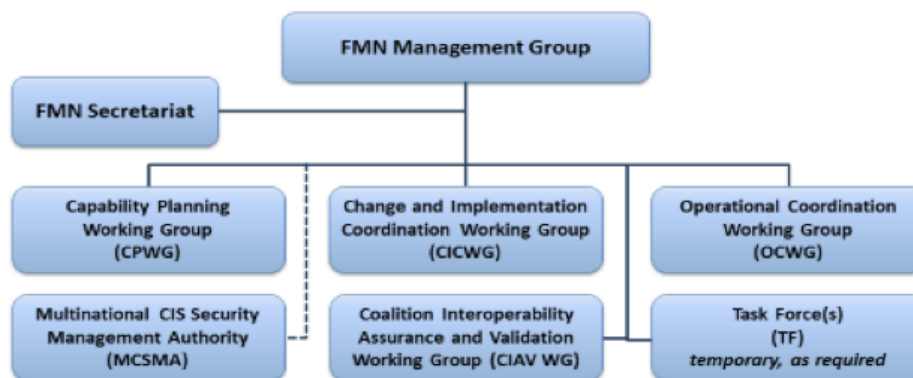 FMN Management Group
FMN Secretariat
Capability Planning
Working Group
(CPWG)
Change and Implementation
Coordination Working Group
(CICWG)
Operational Coordination
Working Group
(OCWG)
Multinational CIS Security
Management Authority
(MCSMA)
Coalition Interoperability
Assurance and Validation
Working Group (CIAV WG)
Task Force(s)
(TF)
temporary, as required